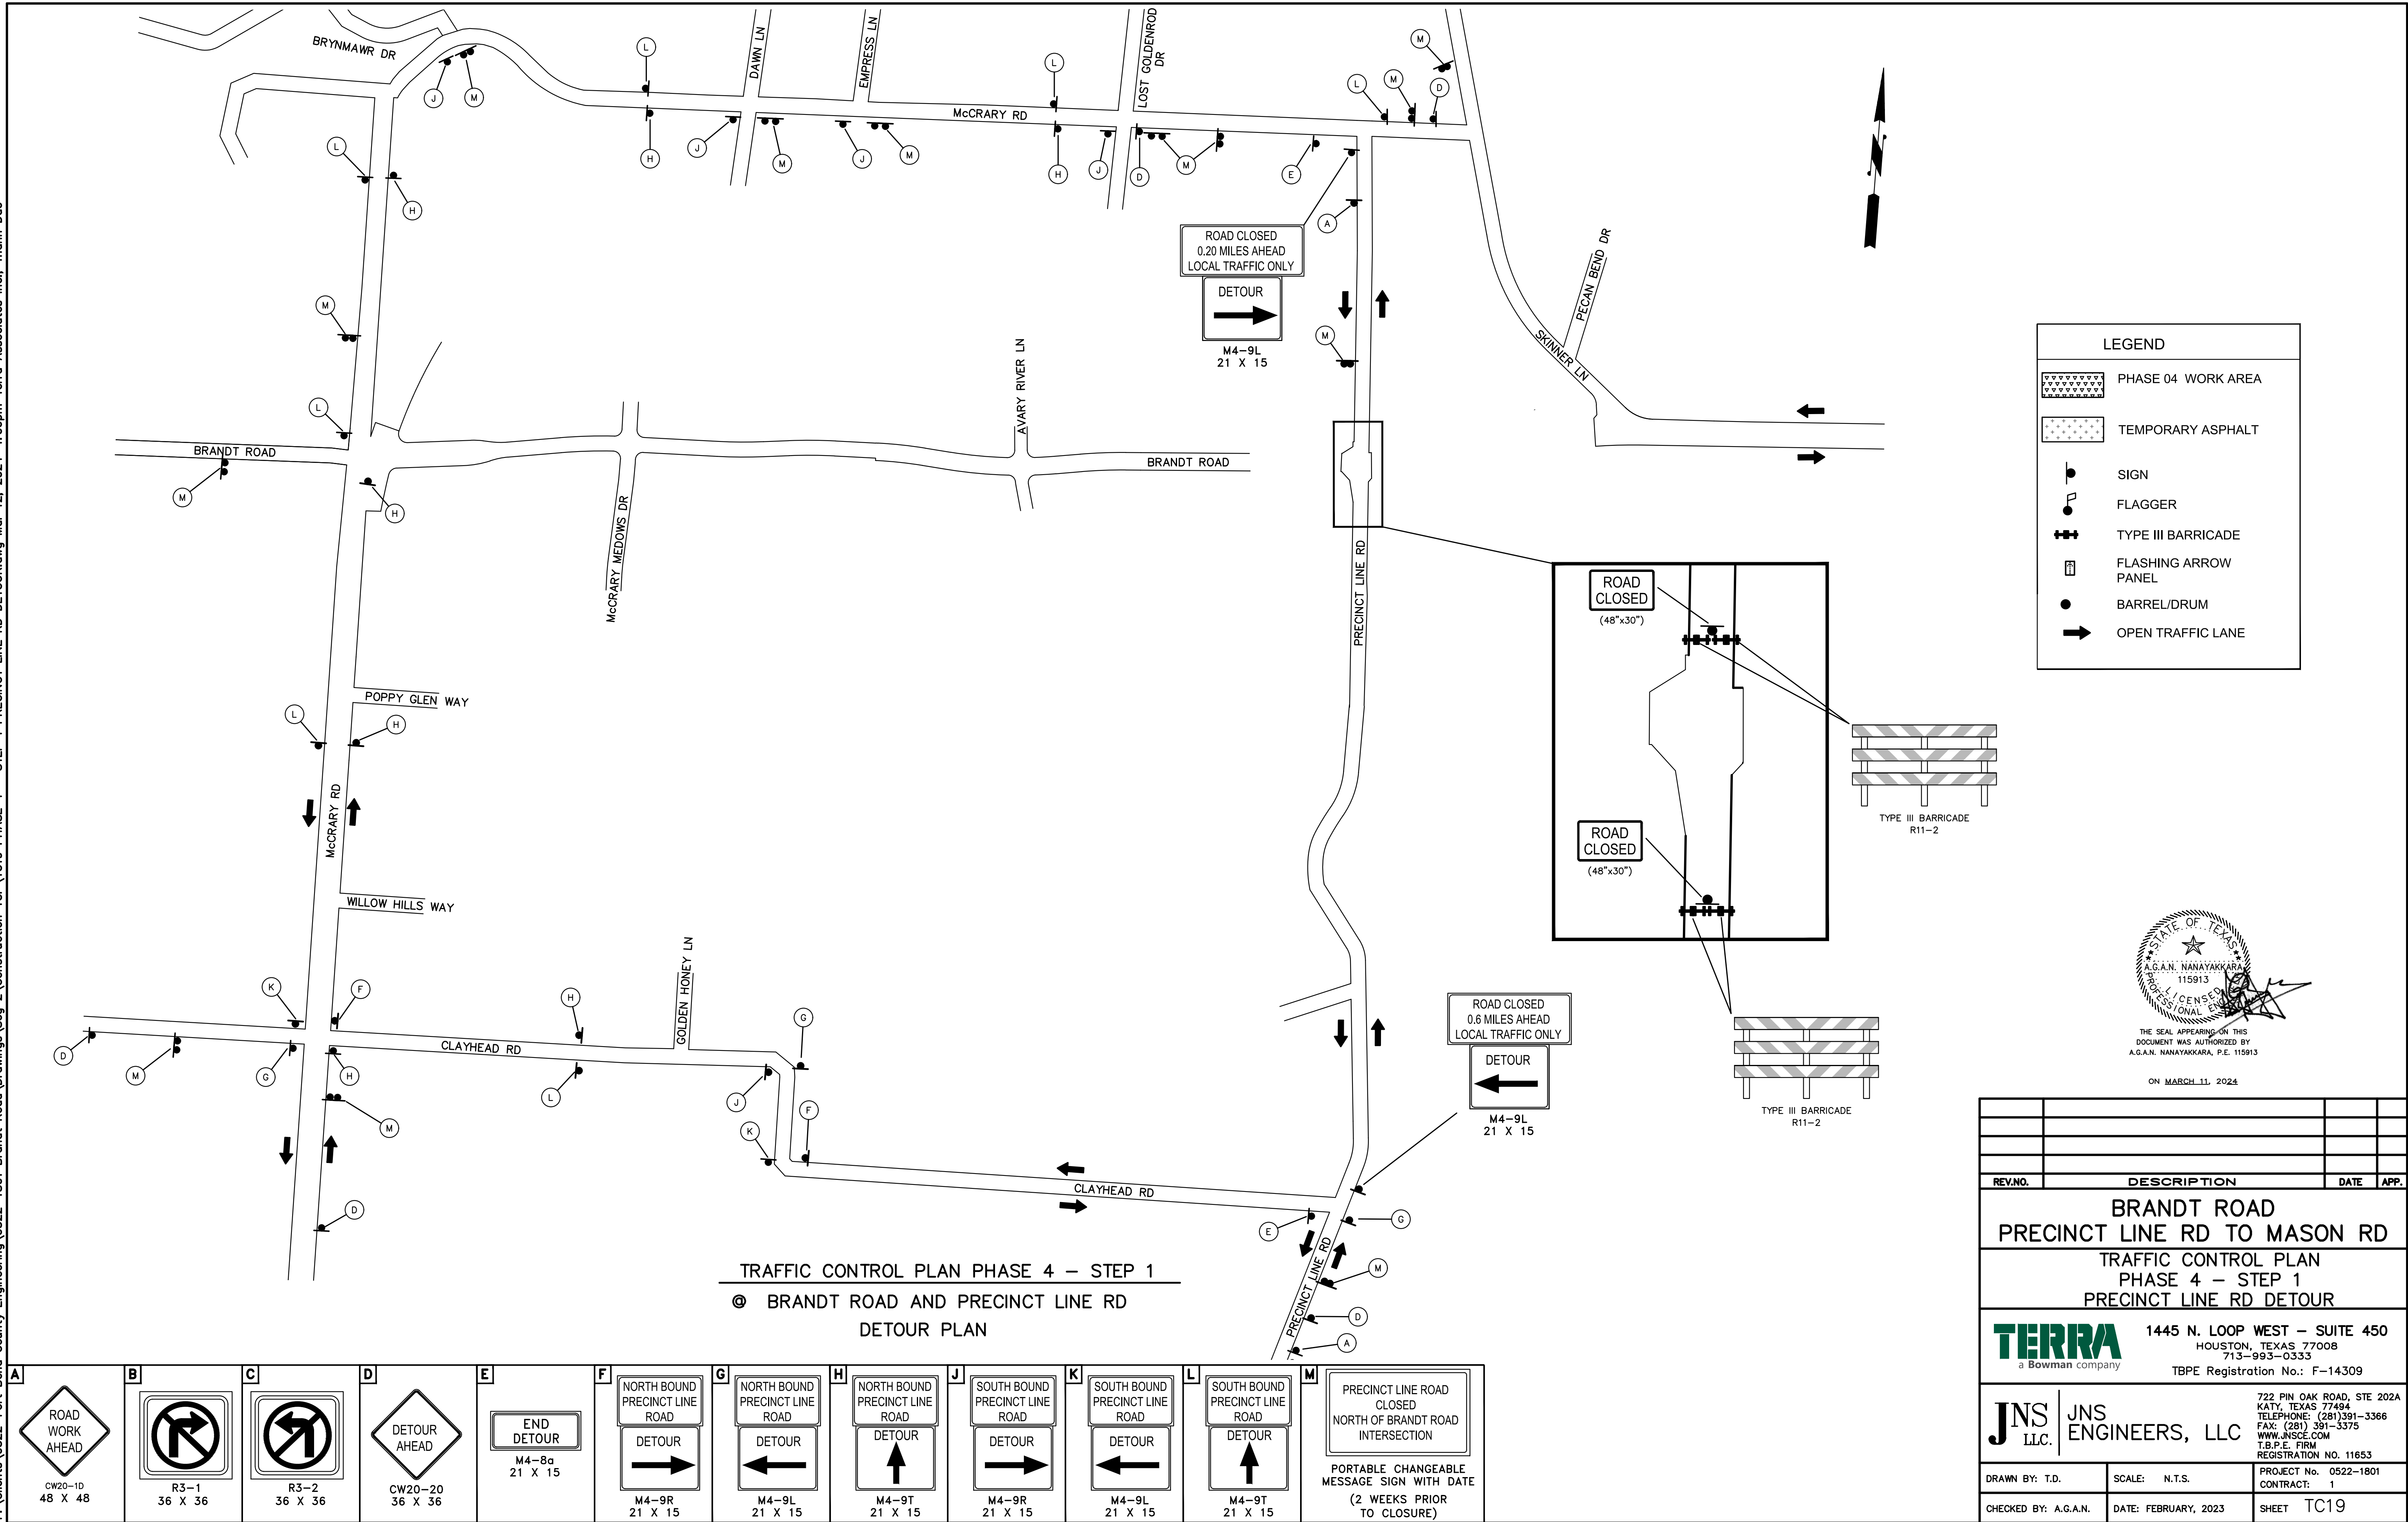 BRYNMAWR DR
L
DAWN LN
EMPRESS LN
L
LOST GOLDENROD
DR
M
L
M
D
J
M
McCRARY RD
H
J
M
J
M
H
J
D
M
E
L
H
A
ROAD CLOSED
0.20 MILES AHEAD
LOCAL TRAFFIC ONLY
DETOUR
M4-9L
21 X 15
M
M
SKINNER LN
PECAN BEND DR
N
LEGEND
PHASE 04 WORK AREA
TEMPORARY ASPHALT
SIGN
FLAGGER
TYPE III BARRICADE
FLASHING ARROW
PANEL
BARREL/DRUM
OPEN TRAFFIC LANE
L
BRANDT ROAD
M
H
McCRARY MEDOWS DR
AVARY RIVER LN
BRANDT ROAD
PRECINCT LINE RD
ROAD
CLOSED
(48"x30")
TYPE III BARRICADE
R11-2
ROAD
CLOSED
(48"x30")
TYPE III BARRICADE
R11-2
POPPY GLEN WAY
L
H
McCRARY RD
WILLOW HILLS WAY
K
F
H
GOLDEN HONEY LN
G
D
M
G
H
CLAYHEAD RD
L
J
M
F
K
D
CLAYHEAD RD
ROAD CLOSED
0.6 MILES AHEAD
LOCAL TRAFFIC ONLY
DETOUR
M4-9L
21 X 15
E
G
PRECINCT LINE RD
M
D
A
TRAFFIC CONTROL PLAN PHASE 4 - STEP 1
@ BRANDT ROAD AND PRECINCT LINE RD
DETOUR PLAN
STATE OF TEXAS
A.G.A.N. NANAYAKKARA
115913
LICENSED
PROFESSIONAL
THE SEAL APPEARING ON THIS
DOCUMENT WAS AUTHORIZED BY
A.G.A.N. NANAYAKKARA, P.E. 115913
ON MARCH 11, 2024
REV.NO. DESCRIPTION DATE APP.
BRANDT ROAD
PRECINCT LINE RD TO MASON RD
TRAFFIC CONTROL PLAN
PHASE 4 - STEP 1
PRECINCT LINE RD DETOUR
TERRA
a Bowman company
1445 N. LOOP WEST - SUITE 450
HOUSTON, TEXAS 77008
713-993-0333
TBPE Registration No.: F-14309
JNS
LLC.
JNS
ENGINEERS, LLC
722 PIN OAK ROAD, STE 202A
KATY, TEXAS 77494
TELEPHONE: (281)391-3366
FAX: (281) 391-3375
WWW.JNSCE.COM
T.B.P.E. FIRM
REGISTRATION NO. 11653
DRAWN BY: T.D.
SCALE: N.T.S.
PROJECT No. 0522-1801
CONTRACT: 1
CHECKED BY: A.G.A.N.
DATE: FEBRUARY, 2023
SHEET TC19
A
ROAD
WORK
AHEAD
CW20-1D
48 X 48
B
R3-1
36 X 36
C
R3-2
36 X 36
D
DETOUR
AHEAD
CW20-20
36 X 36
E
END
DETOUR
M4-8a
21 X 15
F
NORTH BOUND
PRECINCT LINE
ROAD
DETOUR
M4-9R
21 X 15
G
NORTH BOUND
PRECINCT LINE
ROAD
DETOUR
M4-9L
21 X 15
H
NORTH BOUND
PRECINCT LINE
ROAD
DETOUR
M4-9T
21 X 15
J
SOUTH BOUND
PRECINCT LINE
ROAD
DETOUR
M4-9R
21 X 15
K
SOUTH BOUND
PRECINCT LINE
ROAD
DETOUR
M4-9L
21 X 15
L
SOUTH BOUND
PRECINCT LINE
ROAD
DETOUR
M4-9T
21 X 15
M
PRECINCT LINE ROAD
CLOSED
NORTH OF BRANDT ROAD
INTERSECTION
PORTABLE CHANGEABLE
MESSAGE SIGN WITH DATE
(2 WEEKS PRIOR
TO CLOSURE)